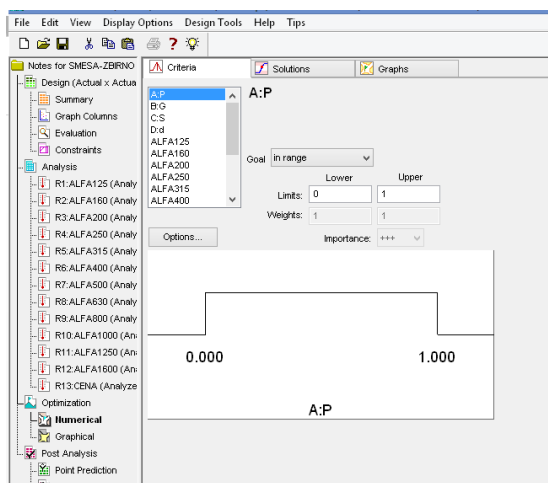 File Edit View Display Options Design Tools Help Tips
Notes for SMESA-ZBIRNO
Design (Actual x Actua
Summary
Graph Columns
Evaluation
Constraints
Analysis
R1:ALFA125 (Analy
R2:ALFA160 (Analy
R3:ALFA200 (Analy
R4:ALFA250 (Analy
R5:ALFA315 (Analy
R6:ALFA400 (Analy
R7:ALFA500 (Analy
R8:ALFA630 (Analy
R9:ALFA800 (Analy
R10:ALFA1000 (An
R11:ALFA1250 (An
R12:ALFA1600 (An
R13:CENA (Analyze
Optimization
Numerical
Graphical
Post Analysis
Point Prediction
Criteria Solutions Graphs
A:P
B:G
C:S
D:d
ALFA125
ALFA160
ALFA200
ALFA250
ALFA315
ALFA400
Options...
A:P
Goal in range
Lower Upper
Limits: 0 1
Weights: 1 1
Importance: +++
0.000 1.000
A:P